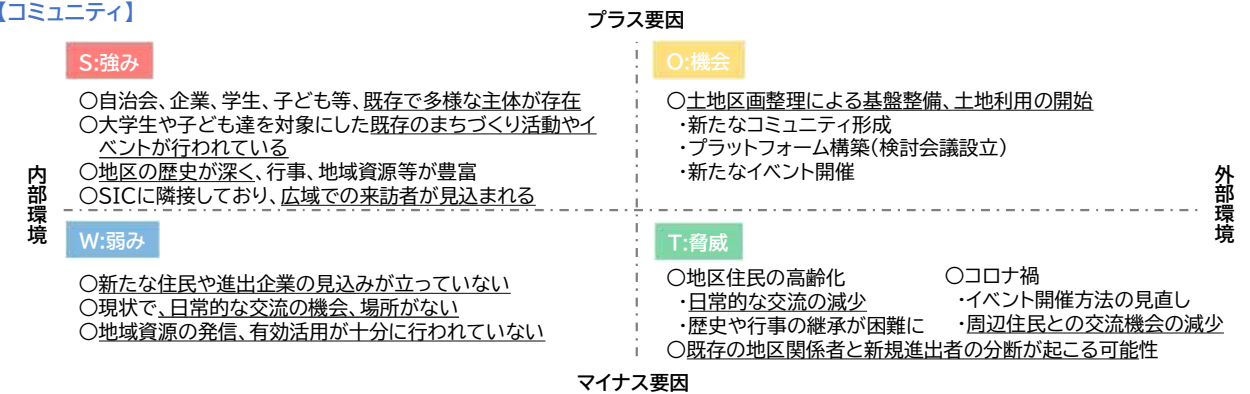 【コミュニティ】
プラス要因
S:強み
〇自治会、企業、学生、子ども等、既存で多様な主体が存在
〇大学生や子ども達を対象にした既存のまちづくり活動やイ
ベントが行われている
〇地区の歴史が深く、行事、地域資源等が豊富
〇SICに隣接しており、広域での来訪者が見込まれる
O:機会
〇土地区画整理による基盤整備、土地利用の開始
・新たなコミュニティ形成
・プラットフォーム構築(検討会議設立)
・新たなイベント開催
内部環境
外部環境
W:弱み
〇新たな住民や進出企業の見込みが立っていない
〇現状で、日常的な交流の機会、場所がない
〇地域資源の発信、有効活用が十分に行われていない
T:脅威
〇地区住民の高齢化
・日常的な交流の減少
・歴史や行事の継承が困難に
〇コロナ禍
・イベント開催方法の見直し
・周辺住民との交流機会の減少
〇既存の地区関係者と新規進出者の分断が起こる可能性
マイナス要因